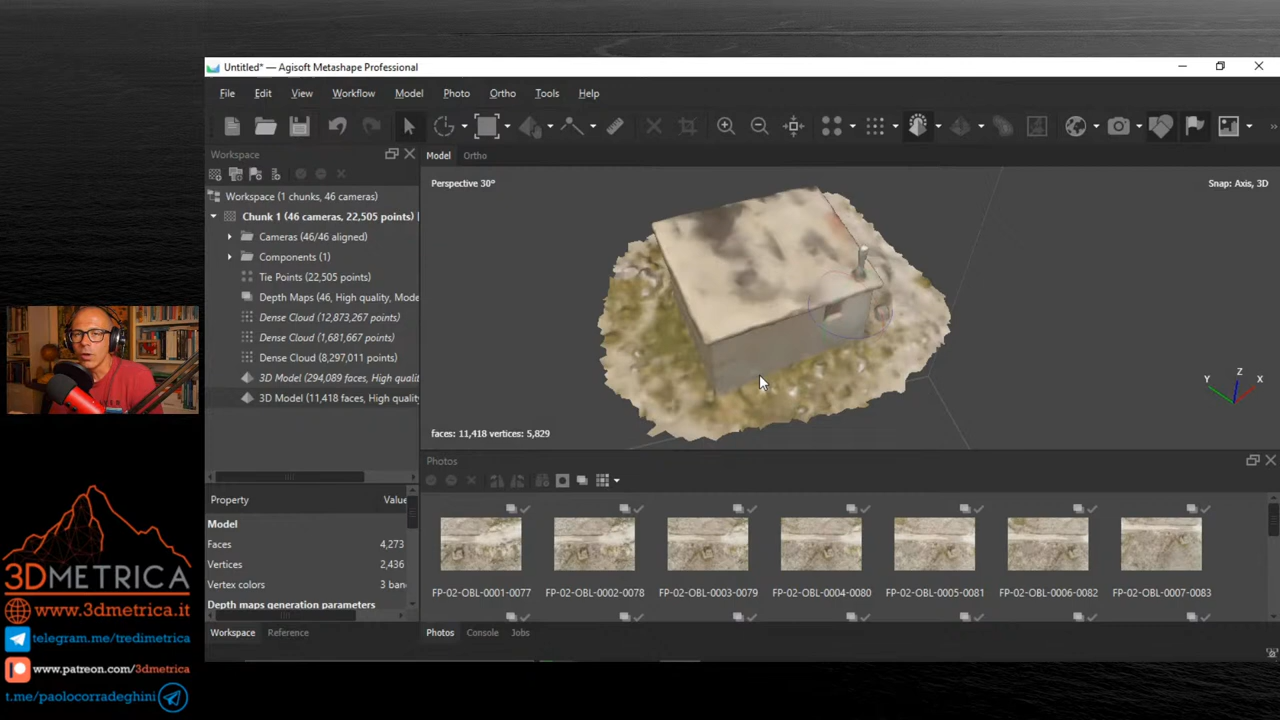 Untitled* — Agisoft Metashape Professional
File Edit View Workflow Model Photo Ortho Tools Help
Workspace
Model Ortho
Perspective 30°
Snap: Axis, 3D
Workspace (1 chunks, 46 cameras)
Chunk 1 (46 cameras, 22,505 points)
Cameras (46/46 aligned)
Components (1)
Tie Points (22,505 points)
Depth Maps (46, High quality, Mode
Dense Cloud (12,873,267 points)
Dense Cloud (1,681,667 points)
Dense Cloud (8,297,011 points)
3D Model (294,089 faces, High qualit
3D Model (11,418 faces, High quality
Z
Y X
faces: 11,418 vertices: 5,829
Photos
Property Value
Model
Faces 4,273
Vertices 2,436
Vertex colors 3 ban
Depth maps generation parameters
FP-02-OBL-0001-0077 FP-02-OBL-0002-0078 FP-02-OBL-0003-0079 FP-02-OBL-0004-0080 FP-02-OBL-0005-0081 FP-02-OBL-0006-0082 FP-02-OBL-0007-0083
Workspace Reference
Photos Console Jobs
3DMETRICA
www.3dmetrica.it
telegram.me/tredimetrica
www.patreon.com/3dmetrica
t.me/paolocorradeghini